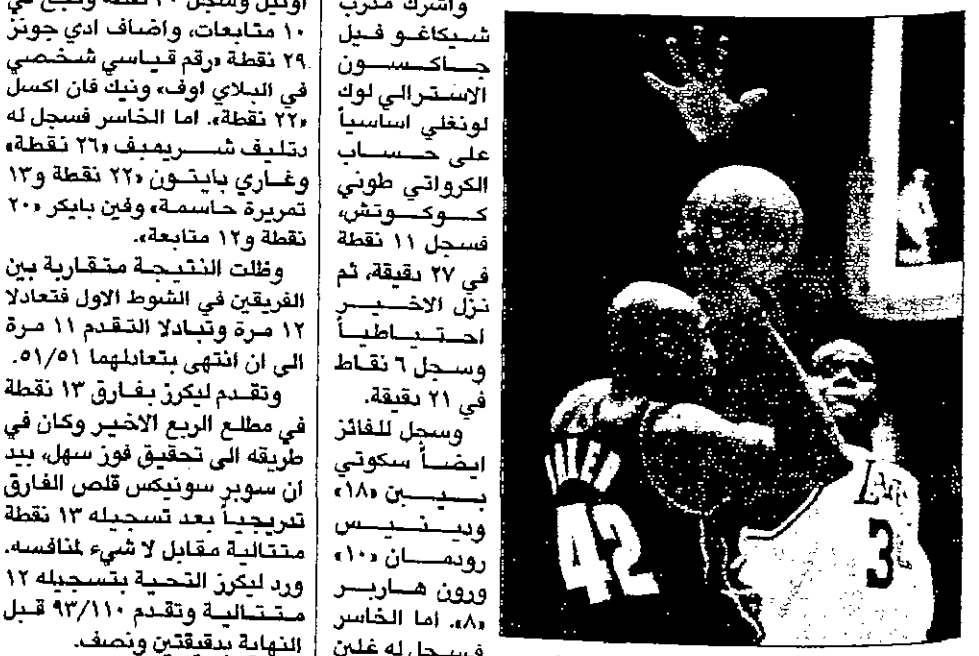 واشرك مدرب
شيكاغو فيل
جاكسون
الاسترالي لوك
لونغلي اساسياً
على حساب
الكرواتي طوني
كوكوتش،
فسجل ١١ نقطة
في ٢٧ دقيقة، ثم
نزل الاخير
احتياطياً
وسجل ٦ نقاط
في ٢١ دقيقة.
وسجل للفائز
ايضاً سكوتي
بيبن «١٨»
ودينيس
رودمان «١٠»
ورون هاربر
«٨». اما الخاسر
فسجل له غلين
اونيل وسجل ٣٠ نقطة ونجح في
١٠ متابعات، واضاف ادي جونز
٢٩ نقطة «رقم قياسي شخصي
في البلاي اوف» ونيك فان اكسل
«٢٢ نقطة». اما الخاسر فسجل له
دتليف شريمبف «٢٦ نقطة»
وغاري بايتون «٢٢ نقطة و١٣
تمريرة حاسمة» وفين بايكر «٢٠
نقطة و١٢ متابعة».
وظلت النتيجة متقاربة بين
الفريقين في الشوط الاول فتعادلا
١٢ مرة وتبادلا التقدم ١١ مرة
الى ان انتهى بتعادلهما ٥١/٥١.
وتقدم ليكرز بفارق ١٣ نقطة
في مطلع الربع الاخير وكان في
طريقه الى تحقيق فوز سهل، بيد
ان سوبر سونيكس قلص الفارق
تدريجياً بعد تسجيله ١٣ نقطة
متتالية مقابل لا شيء لمنافسه.
ورد ليكرز التحية بتسجيله ١٢
متتالية وتقدم ٩٣/١١٠ قبل
النهاية بدقيقتين ونصف.
42
3